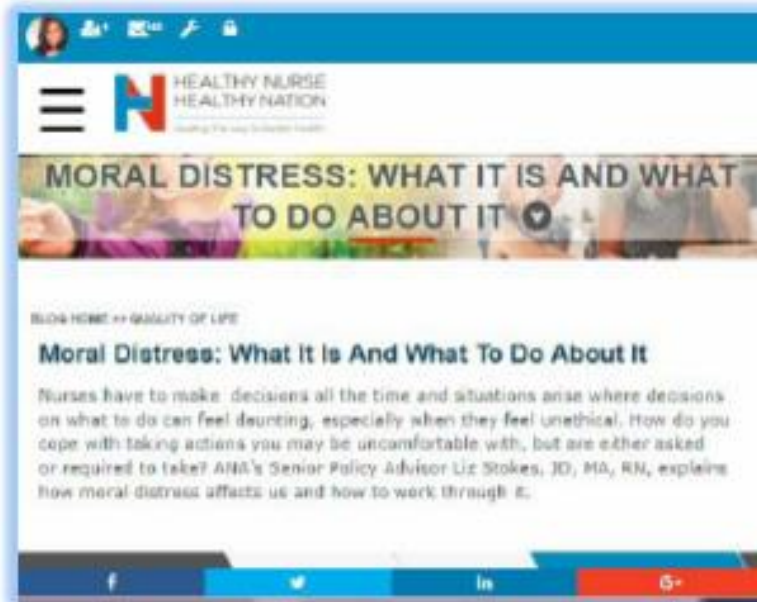 HEALTHY NURSE
HEALTHY NATION
MORAL DISTRESS: WHAT IT IS AND WHAT
TO DO ABOUT IT
BLOG HOME >> QUALITY OF LIFE
Moral Distress: What It Is And What To Do About It
Nurses have to make decisions all the time and situations arise where decisions
on what to do can feel daunting, especially when they feel unethical. How do you
cope with taking actions you may be uncomfortable with, but are either asked
or required to take? ANA's Senior Policy Advisor Liz Stokes, JD, MA, RN, explains
how moral distress affects us and how to work through it.
f
in
G+